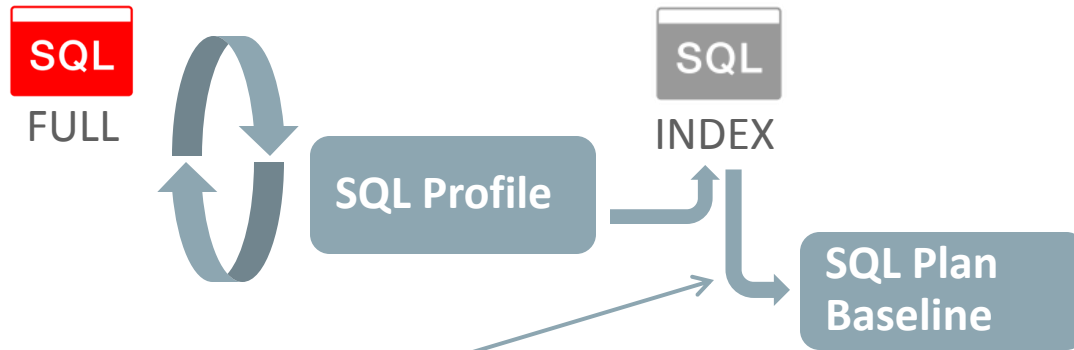 SQL
FULL
SQL Profile
SQL
INDEX
SQL Plan
Baseline